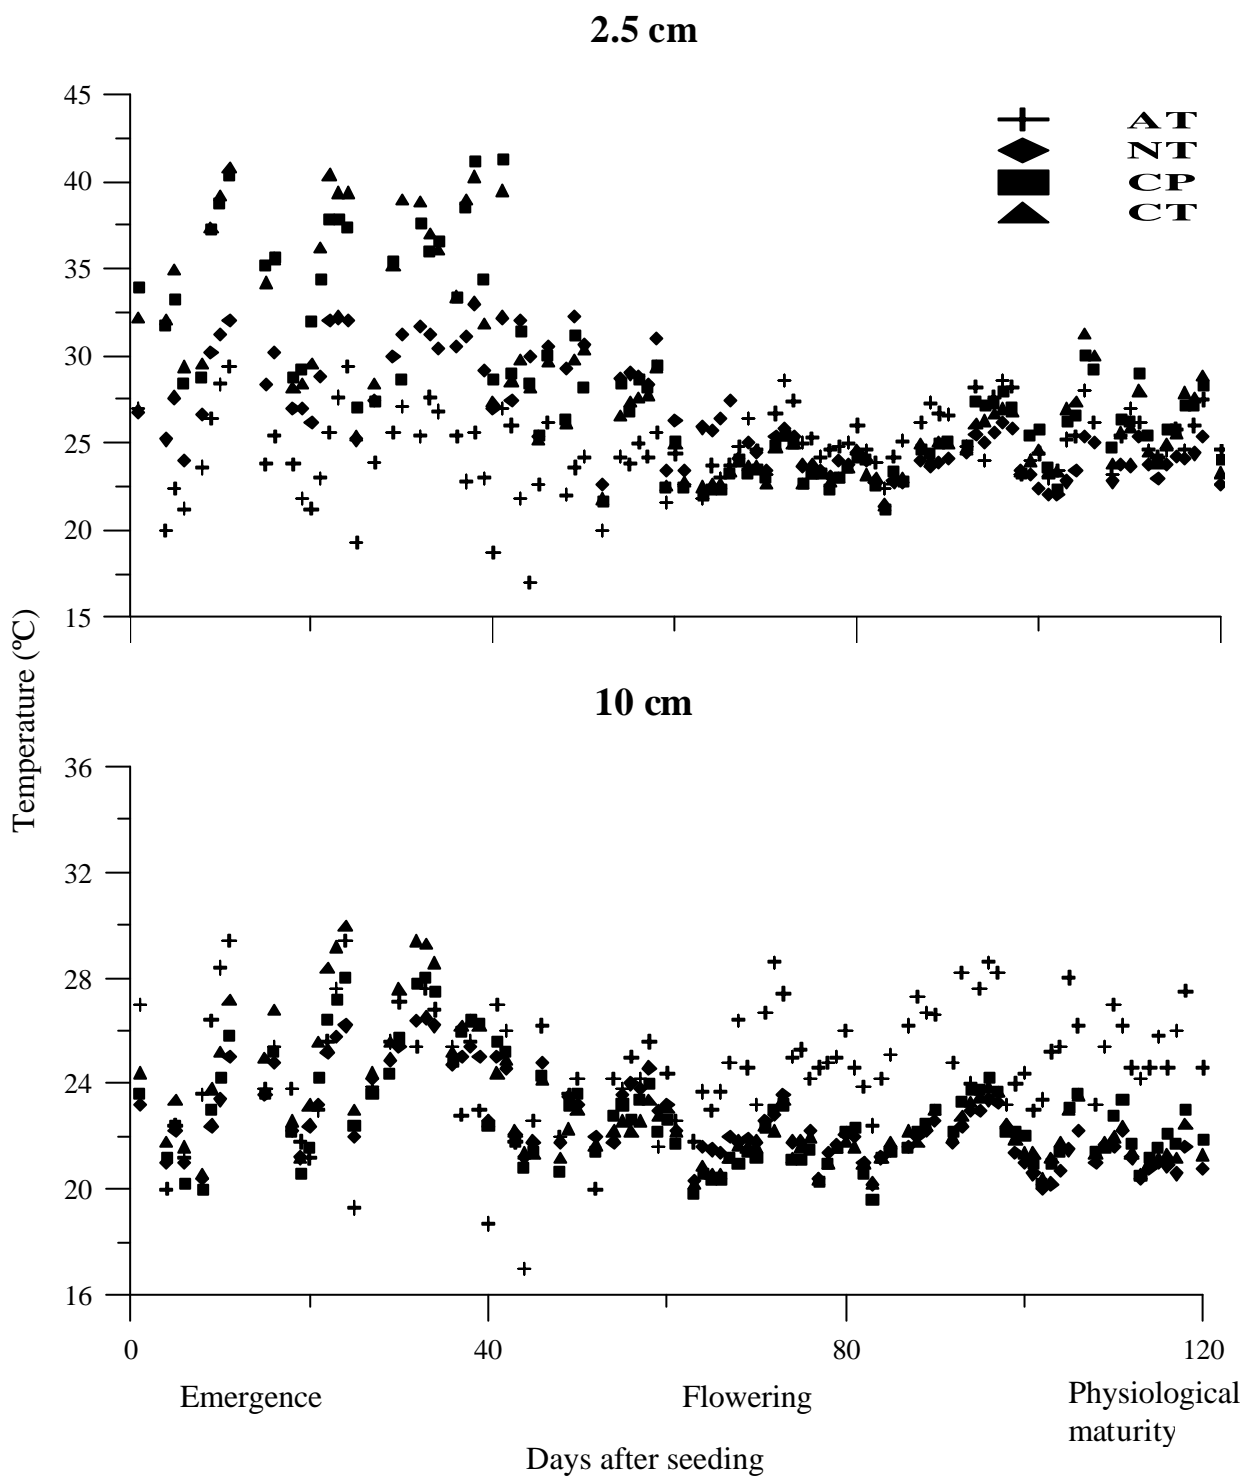 2.5 cm
45
40
35
30
25
20
15
AT
NT
CP
CT
Temperature (ºC)
10 cm
36
32
28
24
20
16
0 40 80 120
Emergence Flowering Physiological
maturity
Days after seeding